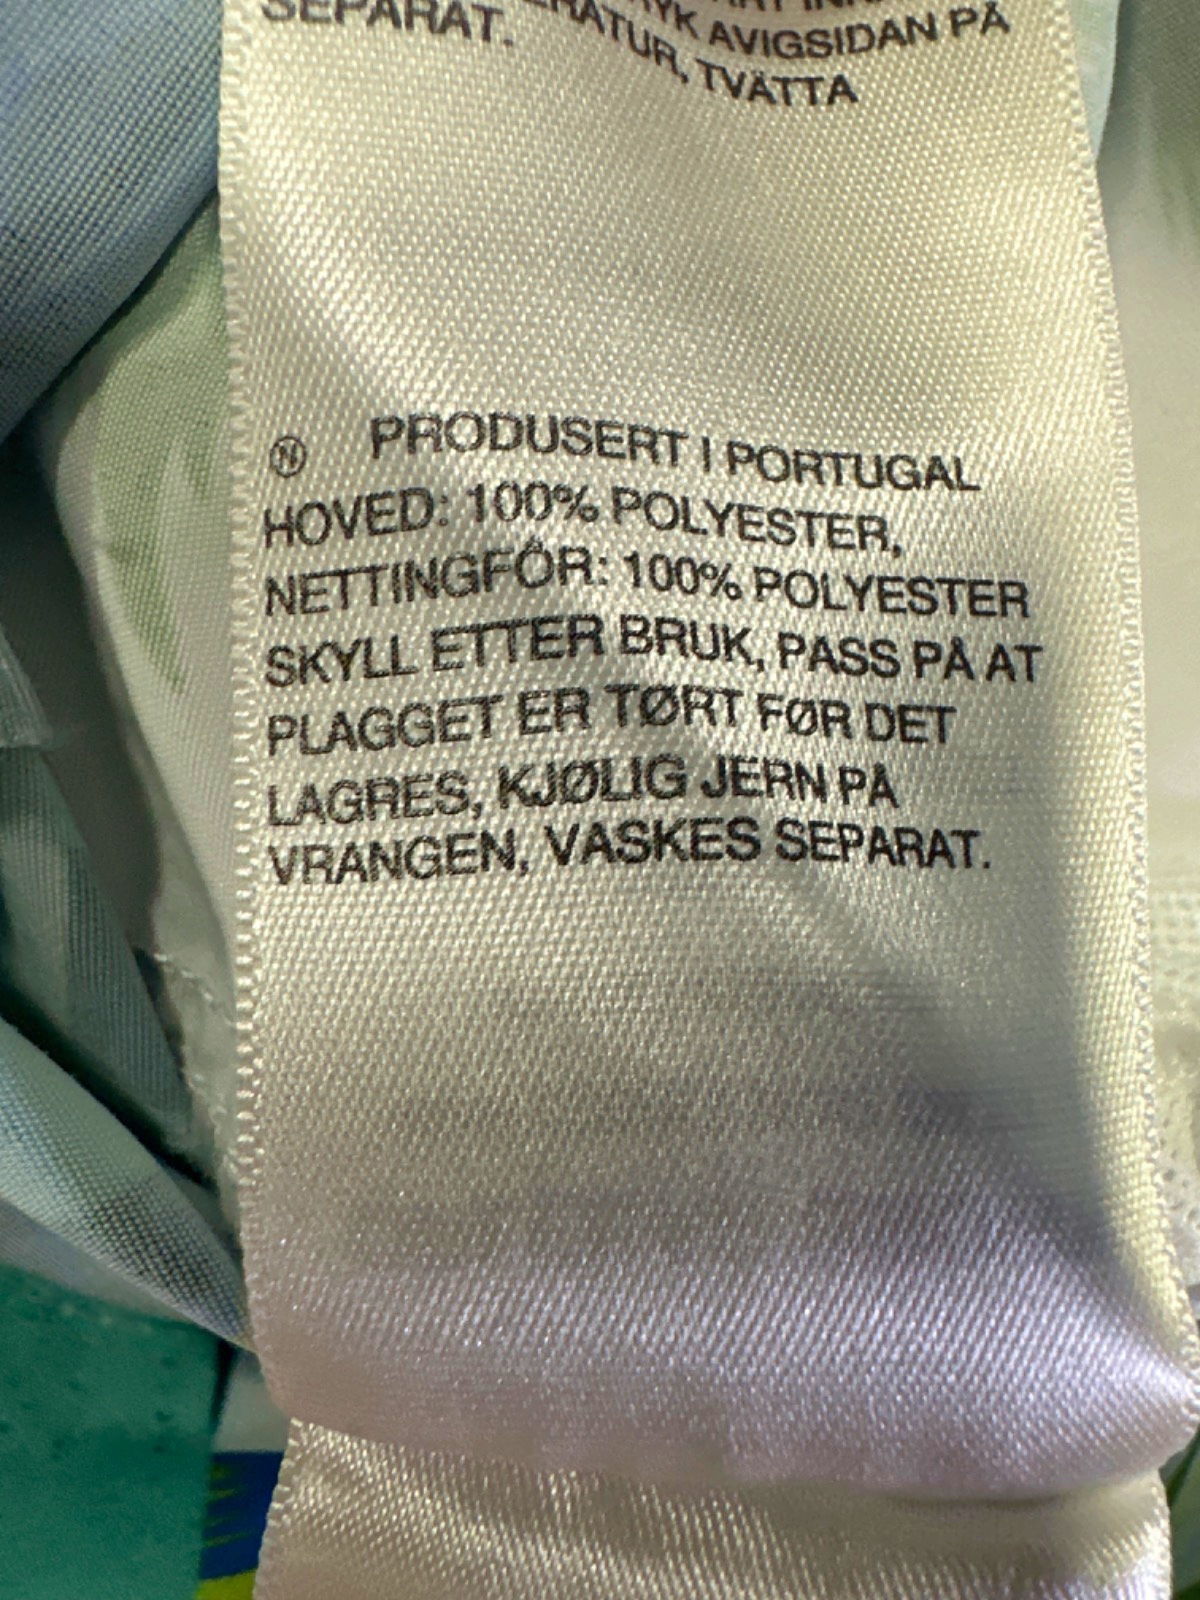 SEPARAT.
AVIGSIDAN PÅ
TVÄTTA
N PRODUSERT I PORTUGAL
HOVED: 100% POLYESTER,
NETTINGFÔR: 100% POLYESTER
SKYLL ETTER BRUK, PASS PÅ AT
PLAGGET ER TØRT FØR DET
LAGRES, KJØLIG JERN PÅ
VRANGEN, VASKES SEPARAT.